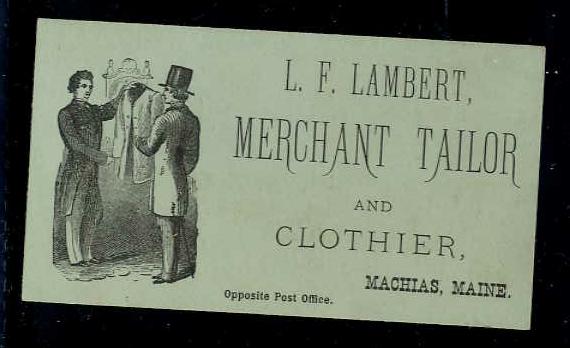 L. F. LAMBERT,
MERCHANT TAILOR
AND
CLOTHIER,
MACHIAS, MAINE.
Opposite Post Office.